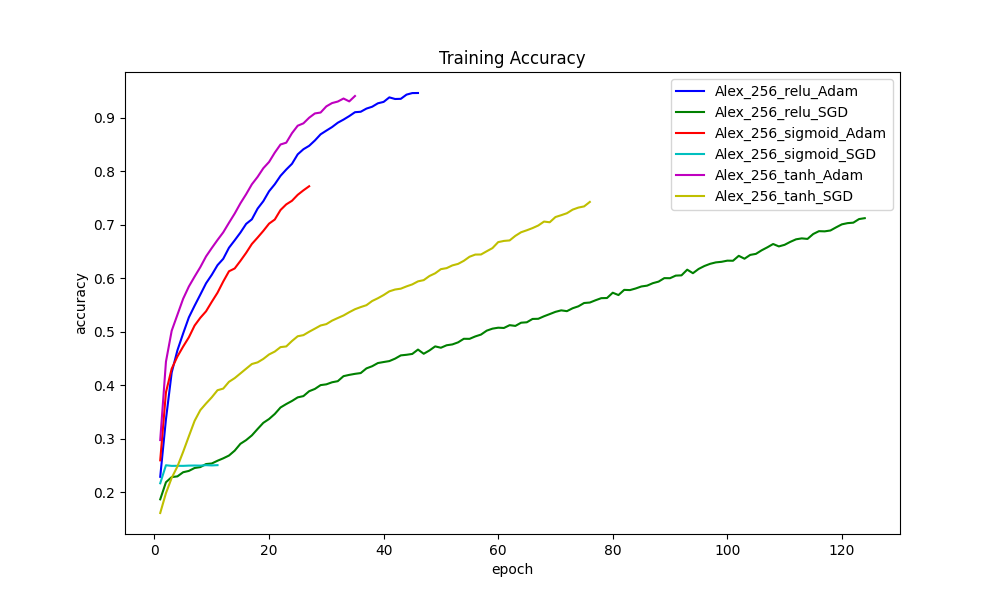 Training Accuracy
Alex_256_relu_Adam
Alex_256_relu_SGD
Alex_256_sigmoid_Adam
Alex_256_sigmoid_SGD
Alex_256_tanh_Adam
Alex_256_tanh_SGD
accuracy
0.9
0.8
0.7
0.6
0.5
0.4
0.3
0.2
0 20 40 60 80 100 120
epoch